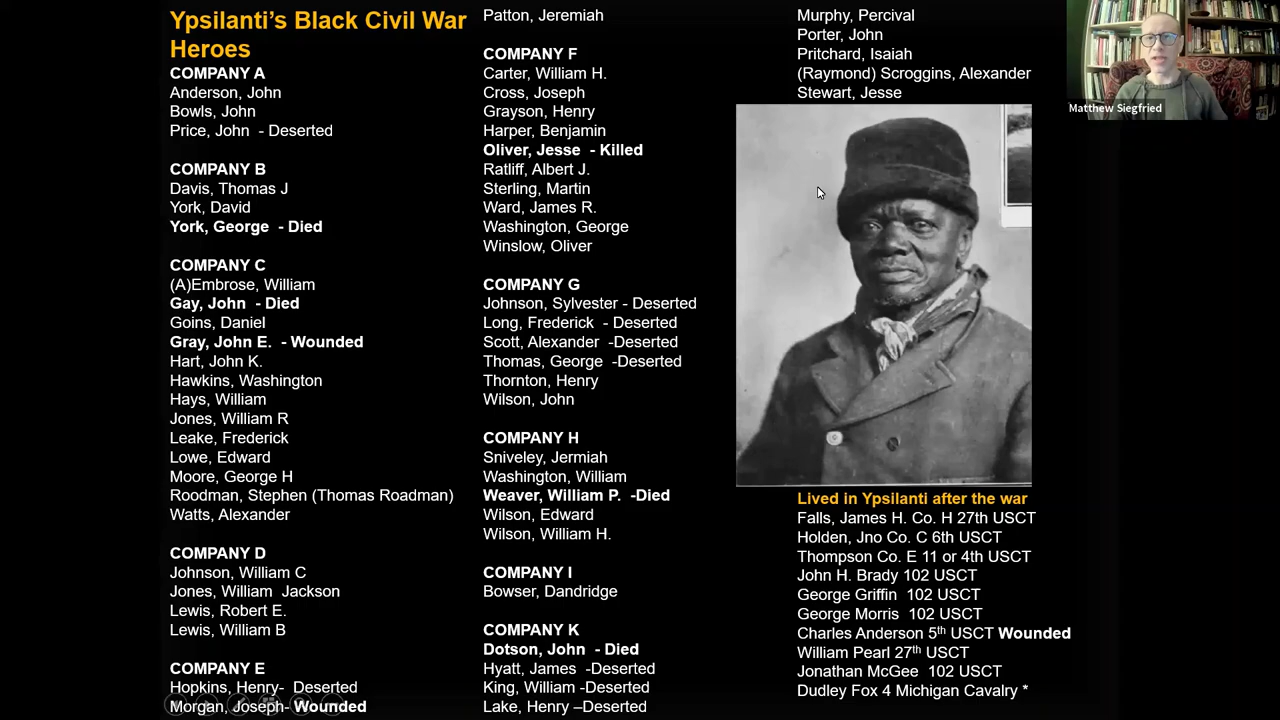 Ypsilanti's Black Civil War
Heroes
COMPANY A
Anderson, John
Bowls, John
Price, John - Deserted
COMPANY B
Davis, Thomas J
York, David
York, George - Died
COMPANY C
(A)Embrose, William
Gay, John - Died
Goins, Daniel
Gray, John E. - Wounded
Hart, John K.
Hawkins, Washington
Hays, William
Jones, William R
Leake, Frederick
Lowe, Edward
Moore, George H
Roodman, Stephen (Thomas Roadman)
Watts, Alexander
COMPANY D
Johnson, William C
Jones, William Jackson
Lewis, Robert E.
Lewis, William B
COMPANY E
Hopkins, Henry- Deserted
Morgan, Joseph- Wounded
Patton, Jeremiah
COMPANY F
Carter, William H.
Cross, Joseph
Grayson, Henry
Harper, Benjamin
Oliver, Jesse - Killed
Ratliff, Albert J.
Sterling, Martin
Ward, James R.
Washington, George
Winslow, Oliver
COMPANY G
Johnson, Sylvester - Deserted
Long, Frederick - Deserted
Scott, Alexander -Deserted
Thomas, George -Deserted
Thornton, Henry
Wilson, John
COMPANY H
Sniveley, Jermiah
Washington, William
Weaver, William P. -Died
Wilson, Edward
Wilson, William H.
COMPANY I
Bowser, Dandridge
COMPANY K
Dotson, John - Died
Hyatt, James -Deserted
King, William -Deserted
Lake, Henry –Deserted
Murphy, Percival
Porter, John
Pritchard, Isaiah
(Raymond) Scroggins, Alexander
Stewart, Jesse
Lived in Ypsilanti after the war
Falls, James H. Co. H 27th USCT
Holden, Jno Co. C 6th USCT
Thompson Co. E 11 or 4th USCT
John H. Brady 102 USCT
George Griffin 102 USCT
George Morris 102 USCT
Charles Anderson 5th USCT Wounded
William Pearl 27th USCT
Jonathan McGee 102 USCT
Dudley Fox 4 Michigan Cavalry *
Matthew Siegfried